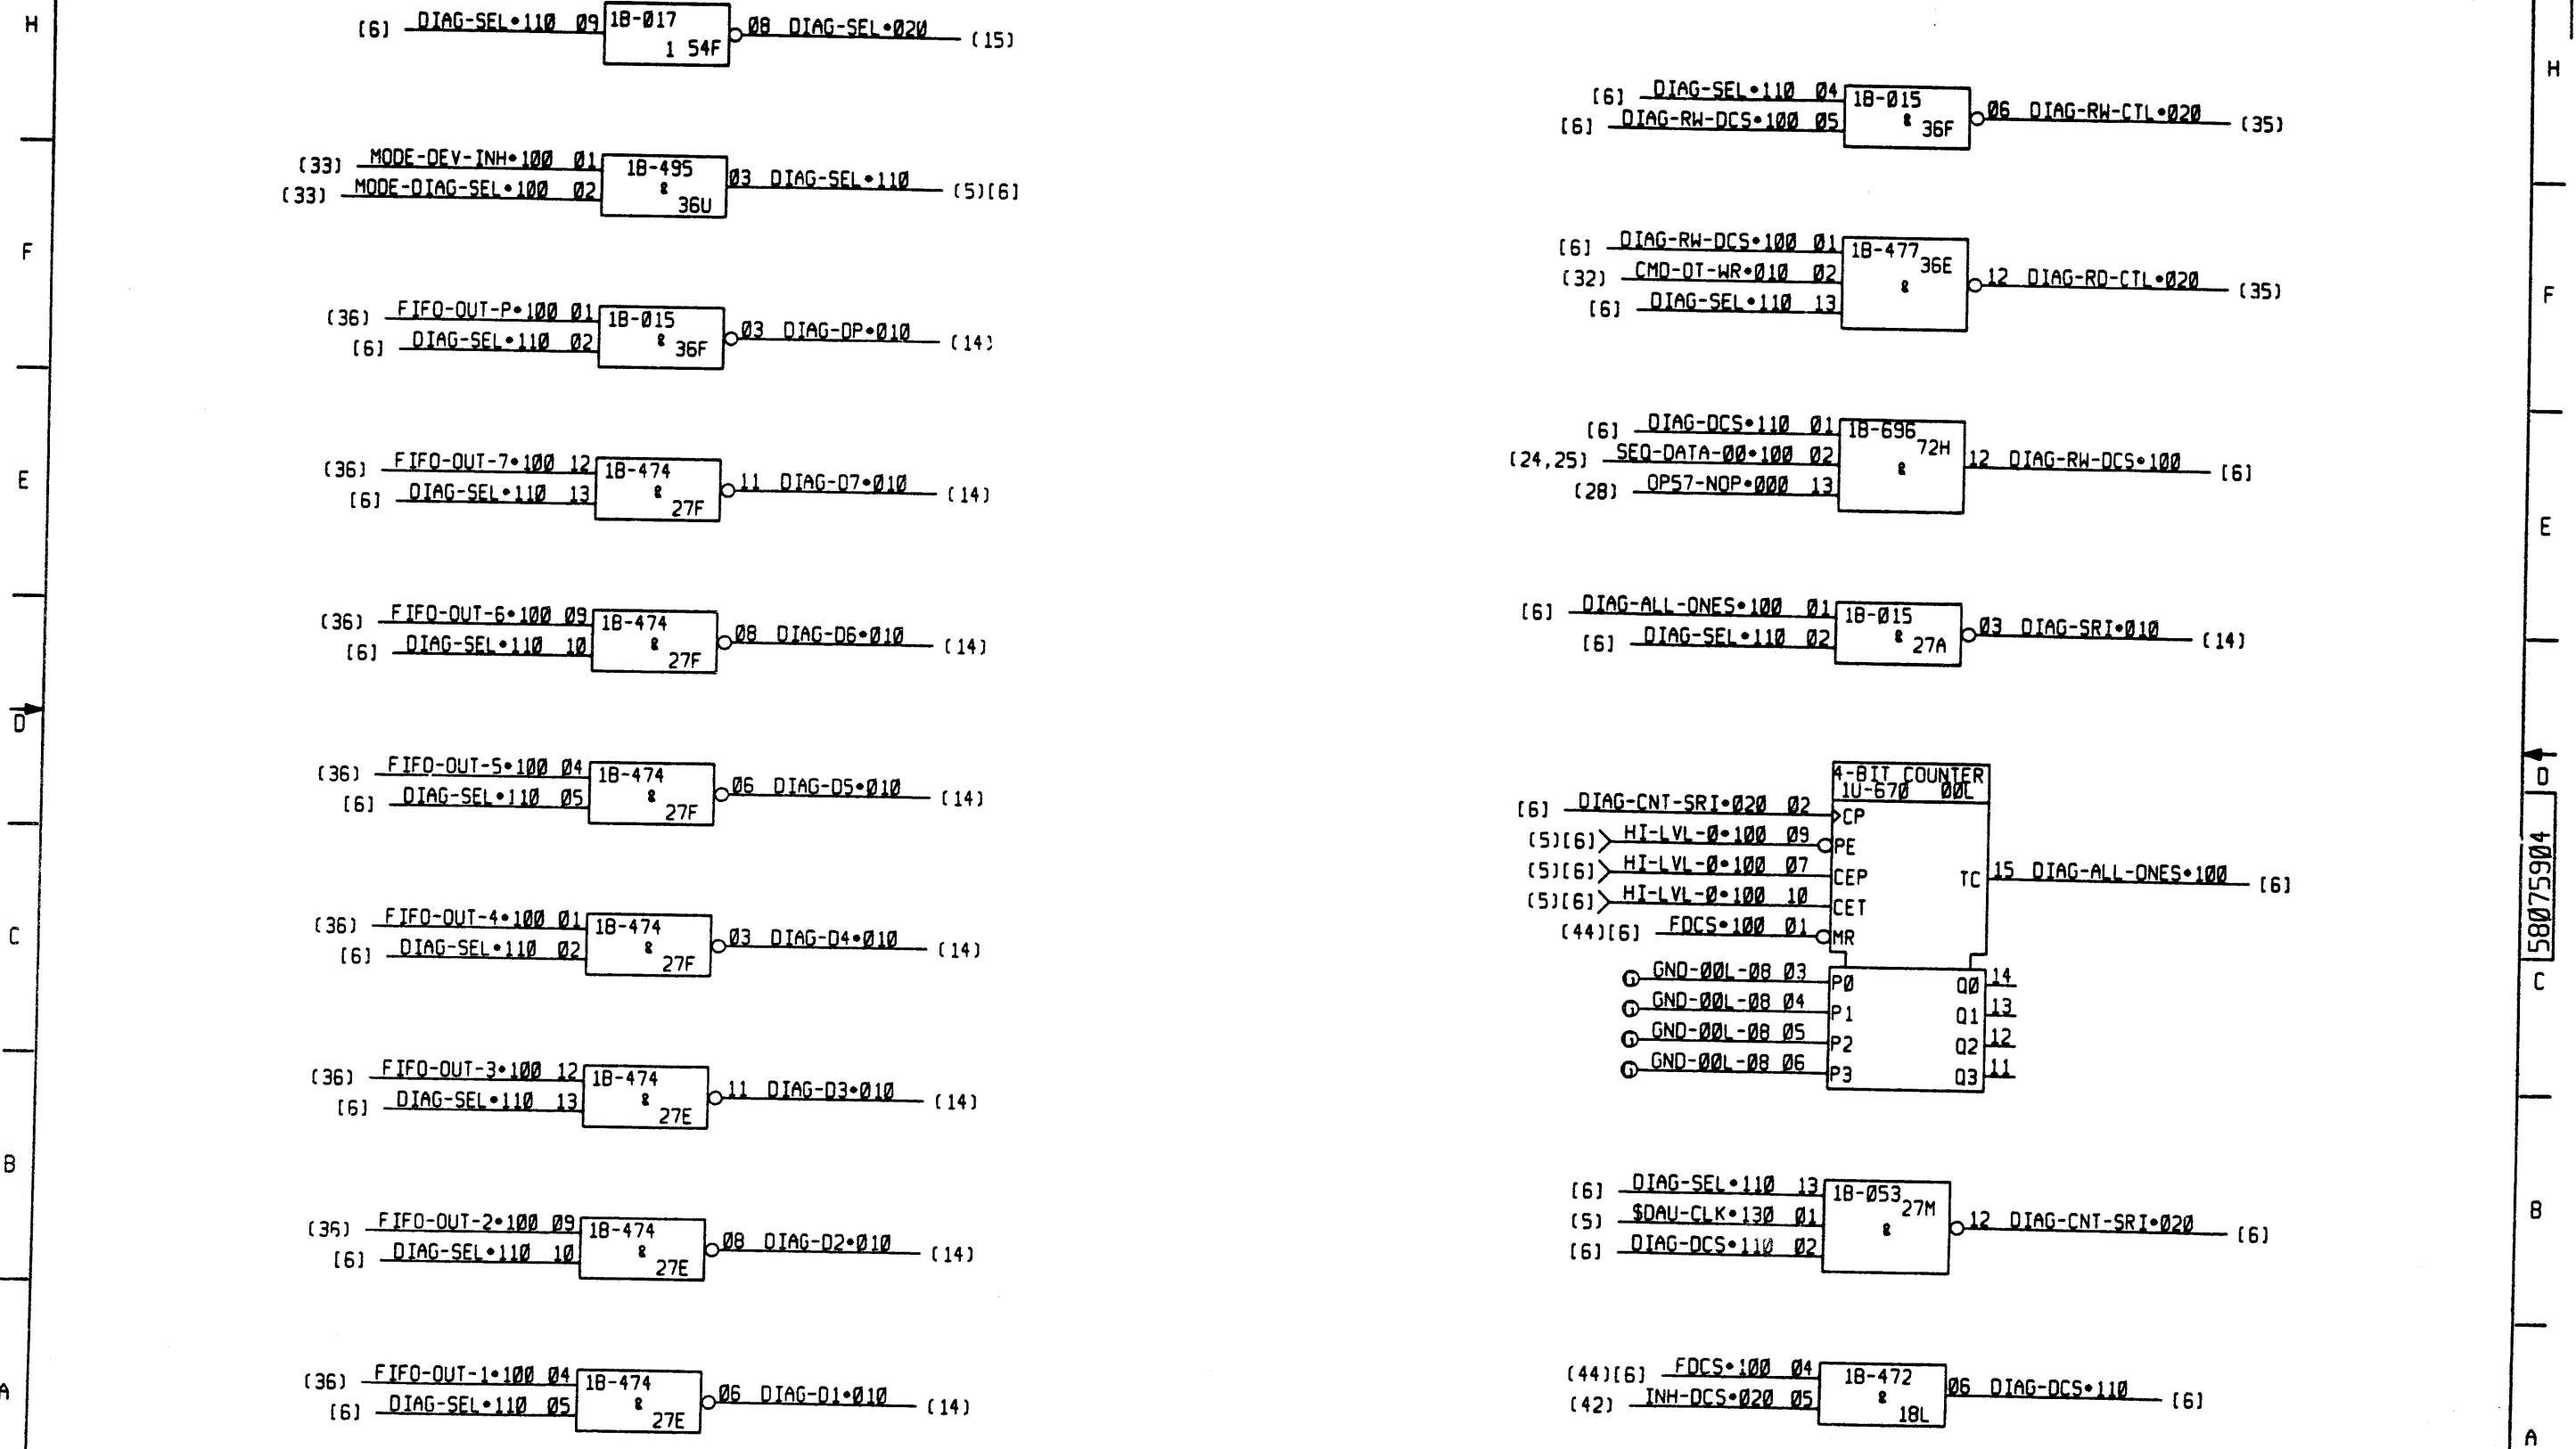 H
[6] DIAG-SEL•110 09 1B-017 08 DIAG-SEL•020 (15)
1 54F
(33) MODE-DEV-INH•100 01 1B-495
& 03 DIAG-SEL•110 (5)[6]
(33) MODE-DIAG-SEL•100 02 36U
F
(36) FIFO-OUT-P•100 01 1B-015
& 03 DIAG-DP•010 (14)
[6] DIAG-SEL•110 02 36F
(36) FIFO-OUT-7•100 12 1B-474
E
& 11 DIAG-D7•010 (14)
[6] DIAG-SEL•110 13 27F
(36) FIFO-OUT-6•100 09 1B-474
& 08 DIAG-D6•010 (14)
[6] DIAG-SEL•110 10 27F
D
(36) FIFO-OUT-5•100 04 1B-474
& 06 DIAG-D5•010 (14)
[6] DIAG-SEL•110 05 27F
(36) FIFO-OUT-4•100 01 1B-474
C
& 03 DIAG-D4•010 (14)
[6] DIAG-SEL•110 02 27F
(36) FIFO-OUT-3•100 12 1B-474
& 11 DIAG-D3•010 (14)
[6] DIAG-SEL•110 13 27E
B
(36) FIFO-OUT-2•100 09 1B-474
& 08 DIAG-D2•010 (14)
[6] DIAG-SEL•110 10 27E
(36) FIFO-OUT-1•100 04 1B-474
A
& 06 DIAG-D1•010 (14)
[6] DIAG-SEL•110 05 27E
H
[6] DIAG-SEL•110 04 1B-015
& 06 DIAG-RW-CTL•020 (35)
[6] DIAG-RW-DCS•100 05 36F
[6] DIAG-RW-DCS•100 01 1B-477 36E
(32) CMD-OT-WR•010 02 & 12 DIAG-RD-CTL•020 (35)
[6] DIAG-SEL•110 13
F
[6] DIAG-DCS•110 01 1B-696 72H
(24,25) SEQ-DATA-00•100 02 & 12 DIAG-RW-DCS•100 [6]
(28) OP57-NOP•000 13
E
[6] DIAG-ALL-ONES•100 01 1B-015
& 03 DIAG-SRI•010 (14)
[6] DIAG-SEL•110 02 27A
D
4-BIT COUNTER
1U-670 00L
[6] DIAG-CNT-SRI•020 02 CP
(5)[6] HI-LVL-0•100 09 PE
(5)[6] HI-LVL-0•100 07 CEP TC 15 DIAG-ALL-ONES•100 [6]
(5)[6] HI-LVL-0•100 10 CET
(44)[6] FDCS•100 01 MR
58075904
C
G GND-00L-08 03 P0 Q0 14
G GND-00L-08 04 P1 Q1 13
G GND-00L-08 05 P2 Q2 12
G GND-00L-08 06 P3 Q3 11
[6] DIAG-SEL•110 13 1B-053 27M
(5) $DAU-CLK•130 01 & 12 DIAG-CNT-SRI•020 [6]
[6] DIAG-DCS•110 02
B
(44)[6] FDCS•100 04 1B-472
& 06 DIAG-DCS•110 [6]
(42) INH-DCS•020 05 18L
A